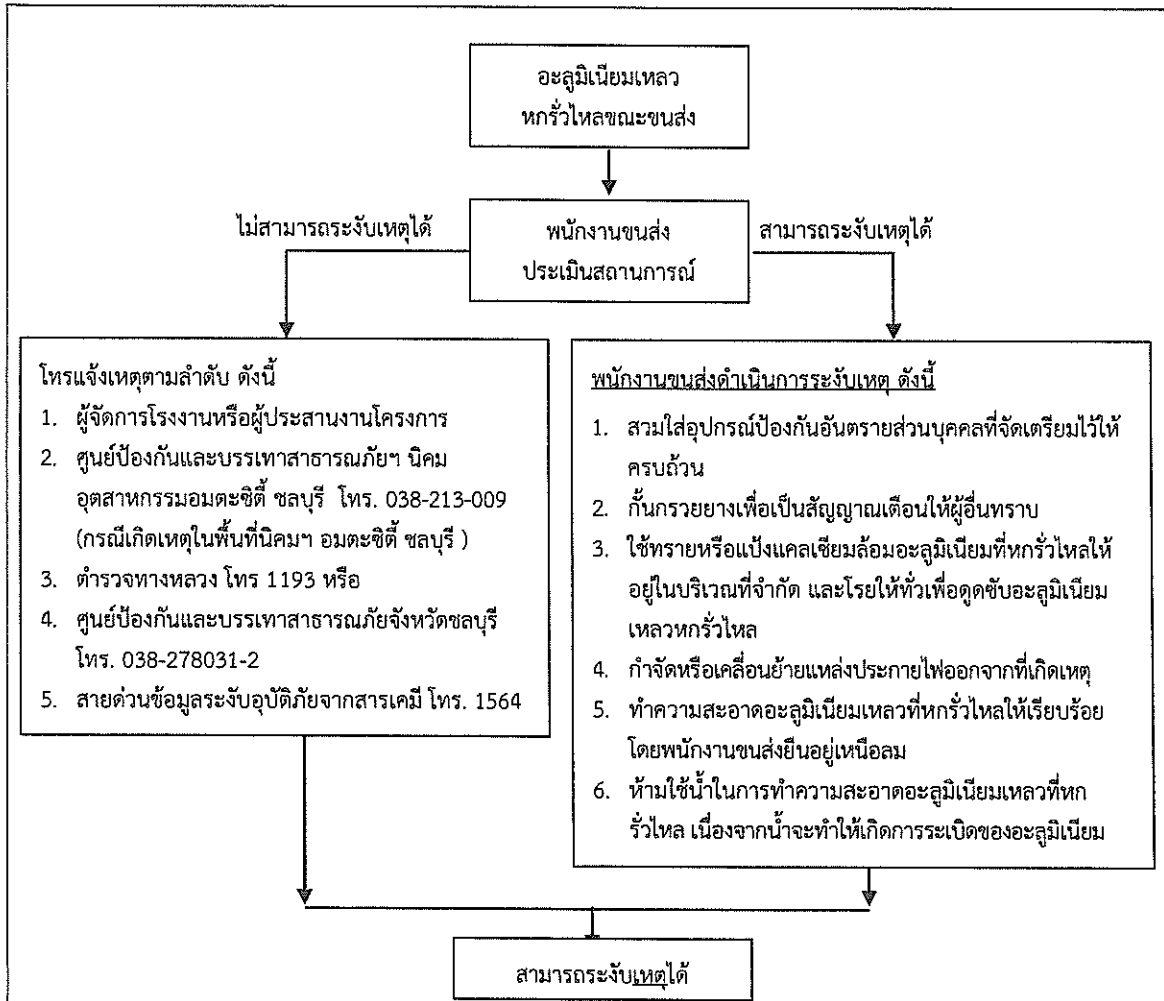 อะลูมิเนียมเหลว
หกรั่วไหลขณะขนส่ง
ไม่สามารถระงับเหตุได้
พนักงานขนส่ง
ประเมินสถานการณ์
สามารถระงับเหตุได้
โทรแจ้งเหตุตามลำดับ ดังนี้
1. ผู้จัดการโรงงานหรือผู้ประสานงานโครงการ
2. ศูนย์ป้องกันและบรรเทาสาธารณภัยฯ นิคม
อุตสาหกรรมอมตะซิตี้ ชลบุรี โทร. 038-213-009
(กรณีเกิดเหตุในพื้นที่นิคมฯ อมตะซิตี้ ชลบุรี )
3. ตำรวจทางหลวง โทร 1193 หรือ
4. ศูนย์ป้องกันและบรรเทาสาธารณภัยจังหวัดชลบุรี
โทร. 038-278031-2
5. สายด่วนข้อมูลระงับอุบัติภัยจากสารเคมี โทร. 1564
พนักงานขนส่งดำเนินการระงับเหตุ ดังนี้
1. สวมใส่อุปกรณ์ป้องกันอันตรายส่วนบุคคลที่จัดเตรียมไว้ให้
ครบถ้วน
2. กั้นกรวยยางเพื่อเป็นสัญญาณเตือนให้ผู้อื่นทราบ
3. ใช้ทรายหรือแป้งแคลเซียมล้อมอะลูมิเนียมที่หกรั่วไหลให้
อยู่ในบริเวณที่จำกัด และโรยให้ทั่วเพื่อดูดซับอะลูมิเนียม
เหลวหกรั่วไหล
4. กำจัดหรือเคลื่อนย้ายแหล่งประกายไฟออกจากที่เกิดเหตุ
5. ทำความสะอาดอะลูมิเนียมเหลวที่หกรั่วไหลให้เรียบร้อย
โดยพนักงานขนส่งยืนอยู่เหนือลม
6. ห้ามใช้น้ำในการทำความสะอาดอะลูมิเนียมเหลวที่หก
รั่วไหล เนื่องจากน้ำจะทำให้เกิดการระเบิดของอะลูมิเนียม
สามารถระงับเหตุได้